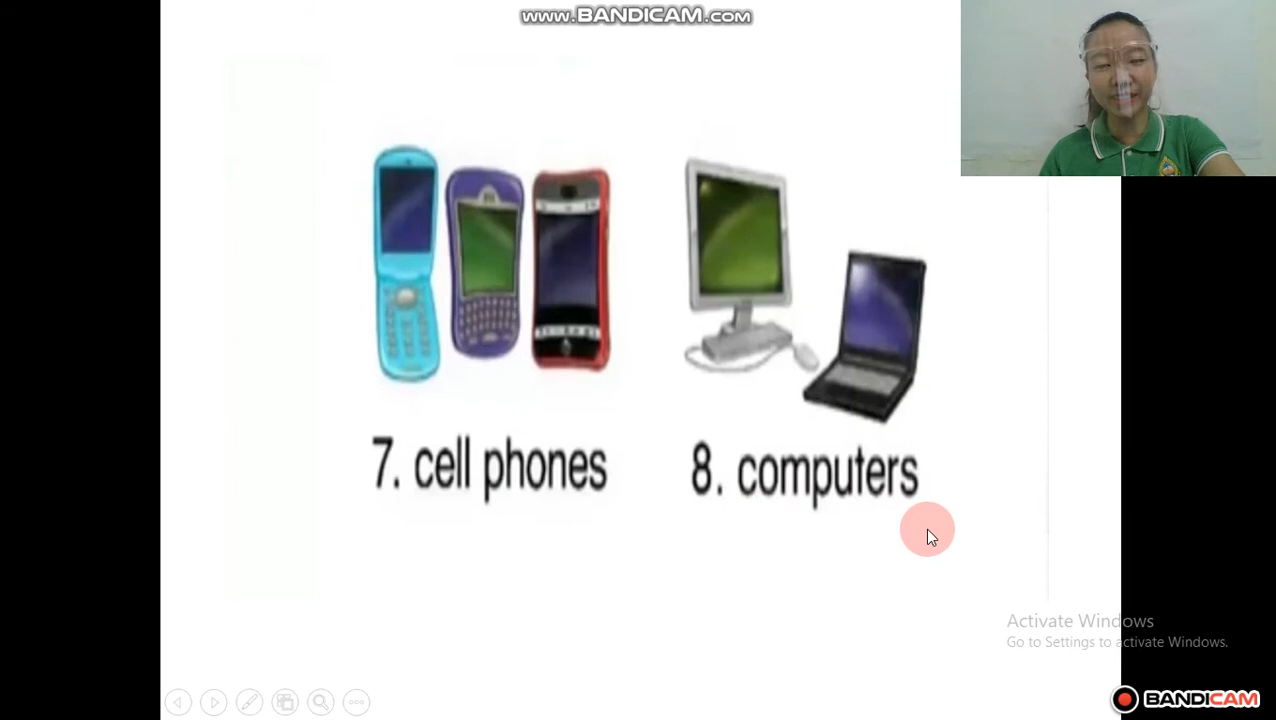 www.BANDICAM.com
7. cell phones
8. computers
Activate Windows
Go to Settings to activate Windows.
BANDICAM